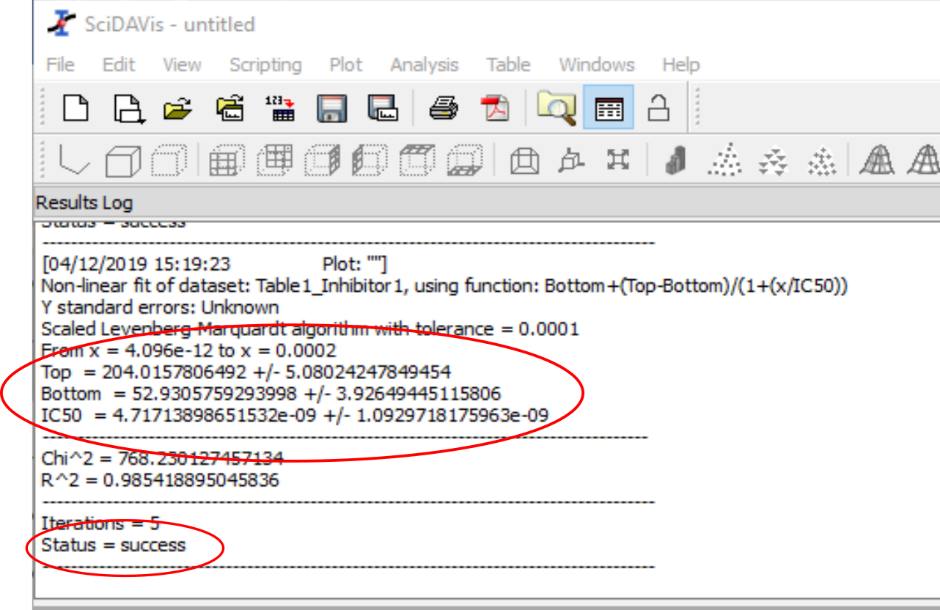 SciDAVis - untitled
File Edit View Scripting Plot Analysis Table Windows Help
123
Results Log
Status = success
[04/12/2019 15:19:23 Plot: ""]
Non-linear fit of dataset: Table1_Inhibitor1, using function: Bottom+(Top-Bottom)/(1+(x/IC50))
Y standard errors: Unknown
Scaled Levenberg-Marquardt algorithm with tolerance = 0.0001
From x = 4.096e-12 to x = 0.0002
Top = 204.0157806492 +/- 5.08024247849454
Bottom = 52.9305759293998 +/- 3.92649445115806
IC50 = 4.71713898651532e-09 +/- 1.0929718175963e-09
Chi^2 = 768.230127457134
R^2 = 0.985418895045836
Iterations = 5
Status = success